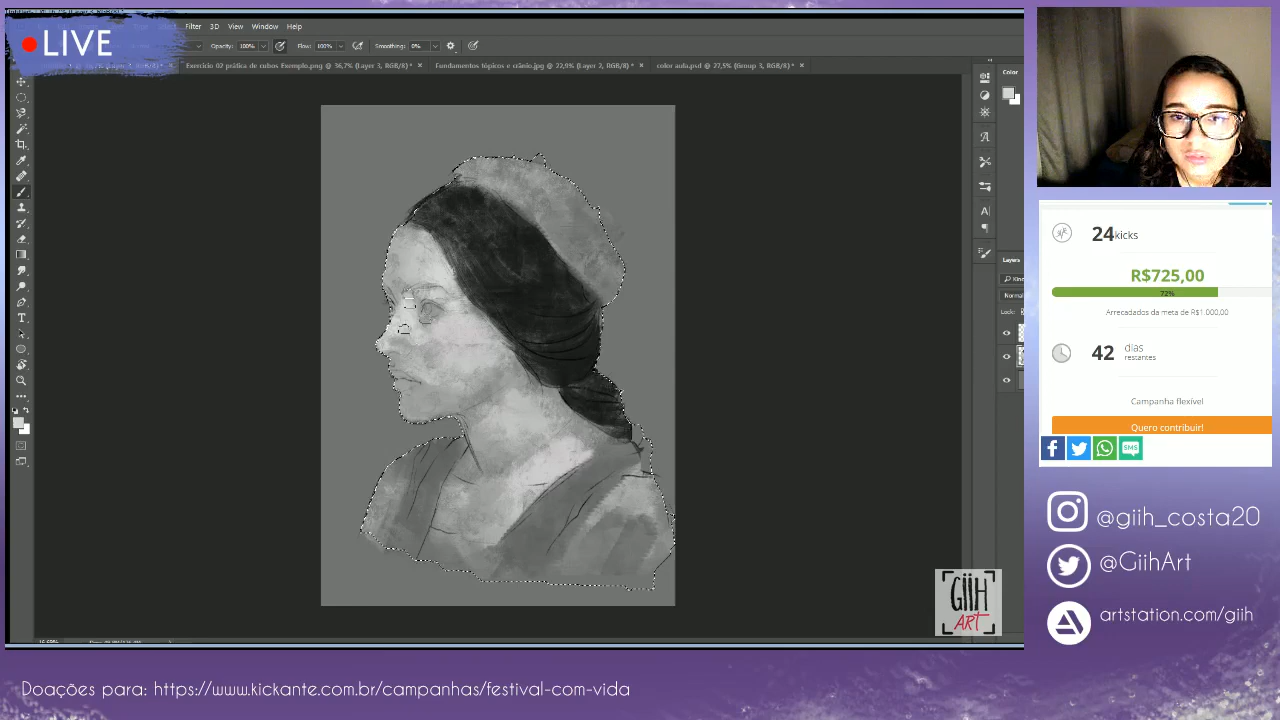 LIVE
Filter 3D View Window Help
Opacity: 100% Flow: 100% Smoothing: 0%
Exercicio 02 prática de cubos Exemplo.png @ 36,7% (Layer 3, RGB/8) * × Fundamentos tópicos e crânio.jpg @ 22,9% (Layer 2, RGB/8) * × color aula.psd @ 27,5% (Group 3, RGB/8) * ×
Color
Layers
Lock:
24kicks
R$725,00
72%
Arrecadados da meta de R$1.000,00
42 dias
restantes
Campanha flexível
Quero contribuir!
SMS
@giih_costa20
@GiihArt
artstation.com/giih
GiiH
ART
Doações para: https://www.kickante.com.br/campanhas/festival-com-vida